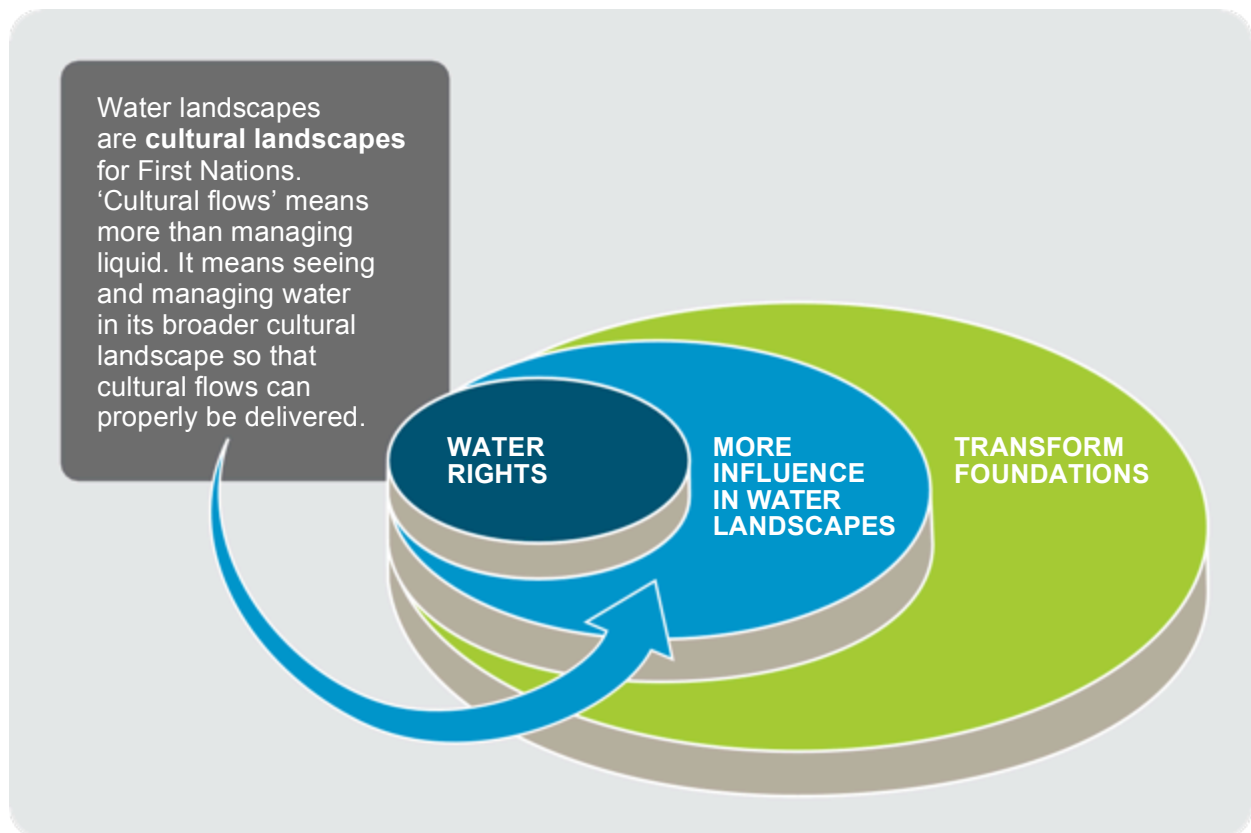 Water landscapes
are cultural landscapes
for First Nations.
‘Cultural flows’ means
more than managing
liquid. It means seeing
and managing water
in its broader cultural
landscape so that
cultural flows can
properly be delivered.
WATER
RIGHTS
MORE
INFLUENCE
IN WATER
LANDSCAPES
TRANSFORM
FOUNDATIONS